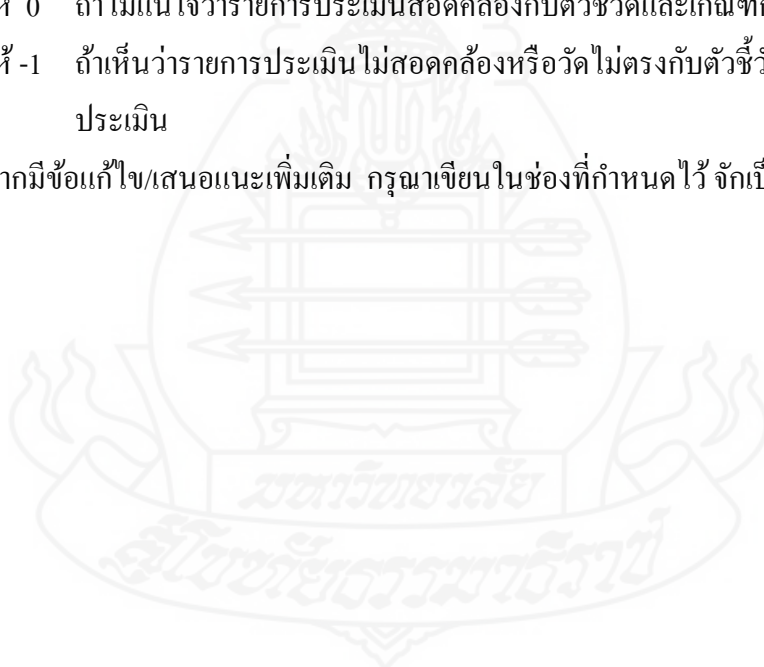 0 ถ้าไม่แน่ใจว่ารายการประเมินสอดคล้องกับตัวชี้วัดและเกณฑ์
-1 ถ้าเห็นว่ารายการประเมินไม่สอดคล้องหรือวัดไม่ตรงกับตัวชี้
ประเมิน
ากมีข้อแก้ไข/เสนอแนะเพิ่มเติม กรุณาเขียนในช่องที่กำหนดไว้ จักเป็
มหาวิทยาลัย
สุโขทัยธรรมาธิราช